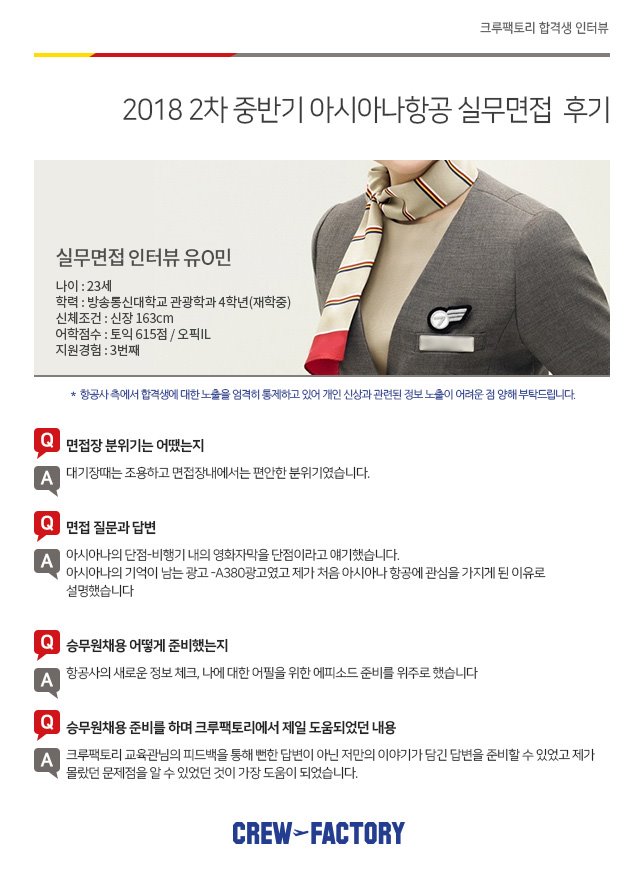 크루팩토리 합격생 인터뷰
2018 2차 중반기 아시아나항공 실무면접 후기
실무면접 인터뷰 유O민
나이 : 23세
학력 : 방송통신대학교 관광학과 4학년(재학중)
신체조건 : 신장 163cm
어학점수 : 토익 615점 / 오픽IL
지원경험 : 3번째
* 항공사 측에서 합격생에 대한 노출을 엄격히 통제하고 있어 개인 신상과 관련된 정보 노출이 어려운 점 양해 부탁드립니다.
Q 면접장 분위기는 어땠는지
A 대기장때는 조용하고 면접장내에서는 편안한 분위기였습니다.
Q 면접 질문과 답변
A 아시아나의 단점-비행기 내의 영화자막을 단점이라고 얘기했습니다.
아시아나의 기억이 남는 광고 -A380광고였고 제가 처음 아시아나 항공에 관심을 가지게 된 이유로
설명했습니다
Q 승무원채용 어떻게 준비했는지
A 항공사의 새로운 정보 체크, 나에 대한 어필을 위한 에피소드 준비를 위주로 했습니다
Q 승무원채용 준비를 하며 크루팩토리에서 제일 도움되었던 내용
A 크루팩토리 교육관님의 피드백을 통해 뻔한 답변이 아닌 저만의 이야기가 담긴 답변을 준비할 수 있었고 제가
몰랐던 문제점을 알 수 있었던 것이 가장 도움이 되었습니다.
CREW FACTORY